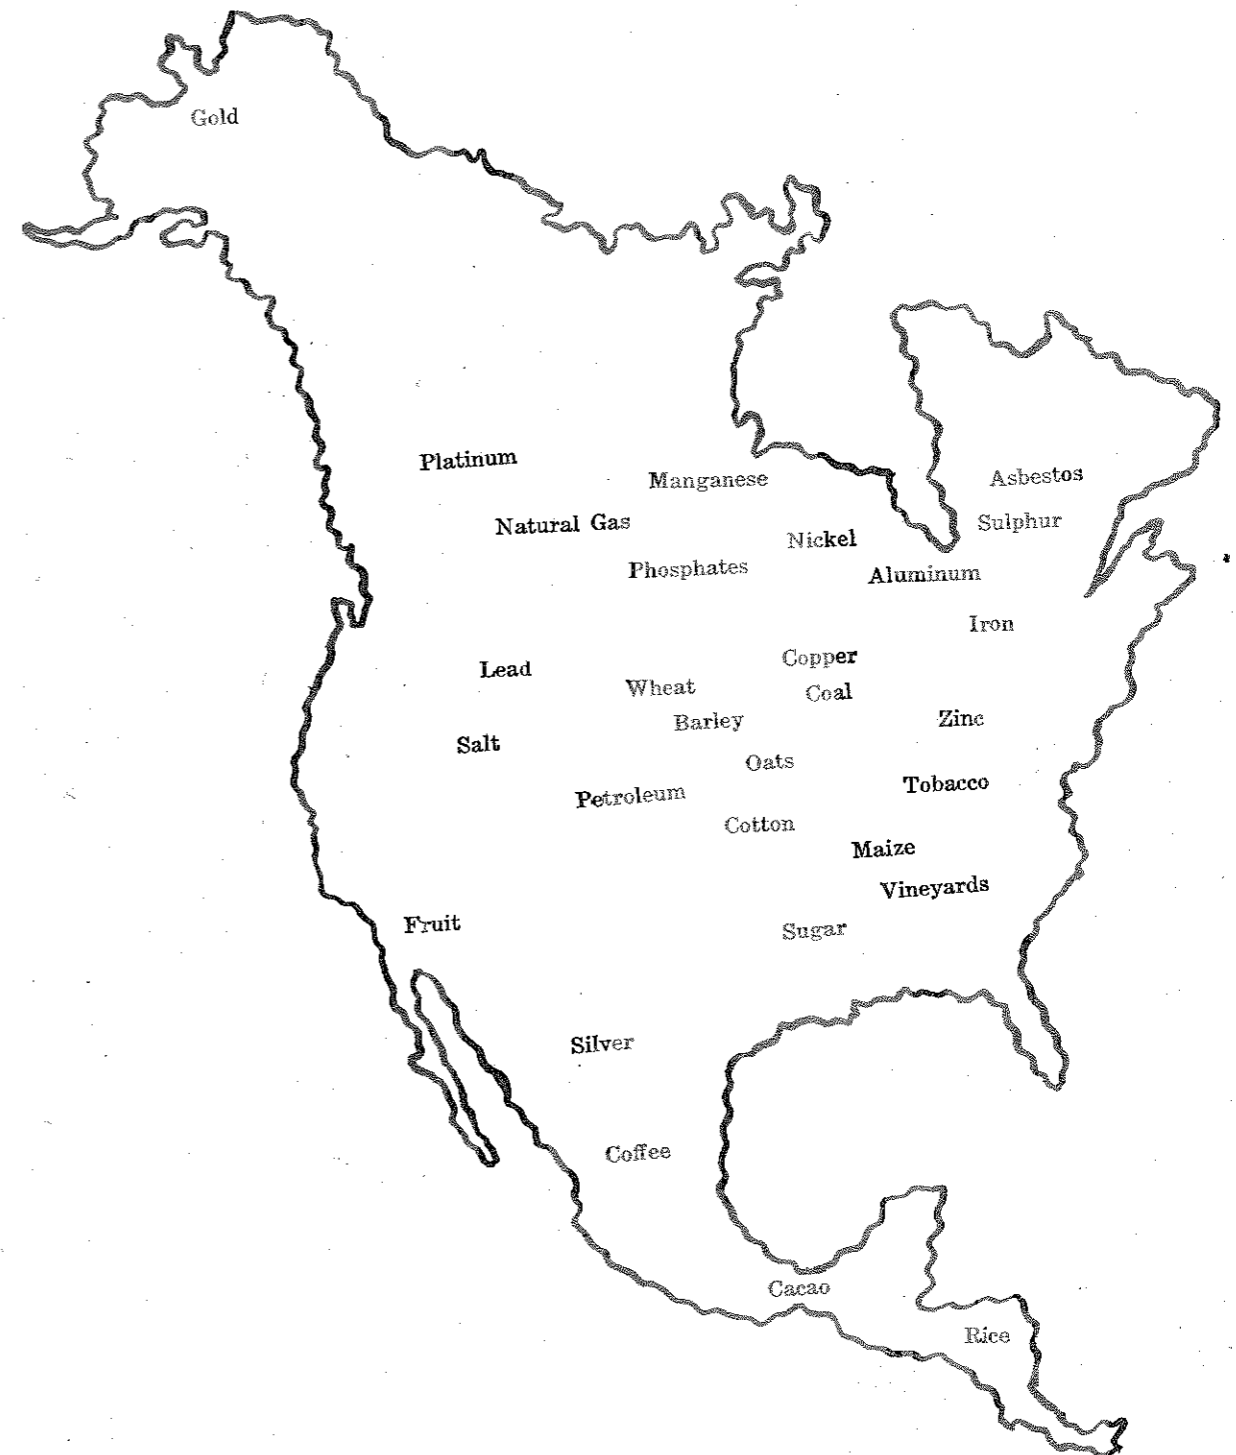 Gold
Platinum
Manganese
Asbestos
Natural Gas
Sulphur
Nickel
Phosphates
Aluminum
Iron
Copper
Lead
Wheat
Coal
Barley
Zinc
Salt
Oats
Tobacco
Petroleum
Cotton
Maize
Vineyards
Fruit
Sugar
Silver
Coffee
Cacao
Rice